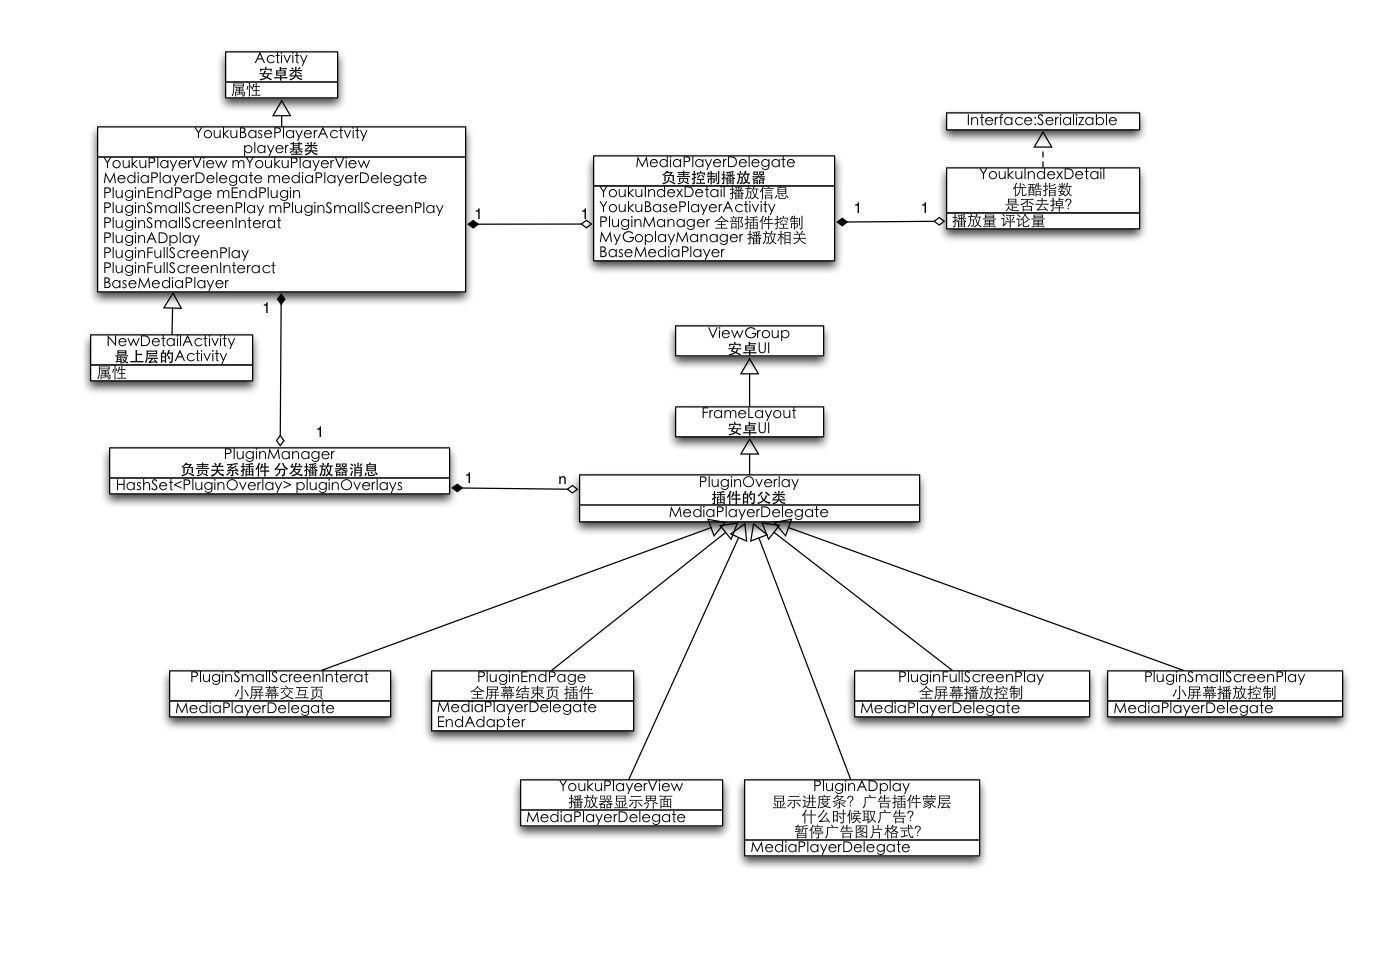 Activity
安卓类
属性
YoukuBasePlayerActvity
player基类
YoukuPlayerView mYoukuPlayerView
MediaPlayerDelegate mediaPlayerDelegate
PluginEndPage mEndPlugin
PluginSmallScreenPlay mPluginSmallScreenPlay
PluginSmallScreenInterat
PluginADplay
PluginFullScreenPlay
PluginFullScreenInteract
BaseMediaPlayer
1
1
MediaPlayerDelegate
负责控制播放器
YoukuIndexDetail 播放信息
YoukuBasePlayerActivity
PluginManager 全部插件控制
MyGoplayManager 播放相关
BaseMediaPlayer
1
1
Interface:Serializable
YoukuIndexDetail
优酷指数
是否去掉?
播放量 评论量
1
NewDetailActivity
最上层的Activity
属性
1
PluginManager
负责关系插件 分发播放器消息
HashSet<PluginOverlay> pluginOverlays
1
n
ViewGroup
安卓UI
FrameLayout
安卓UI
PluginOverlay
插件的父类
MediaPlayerDelegate
PluginSmallScreenInterat
小屏幕交互页
MediaPlayerDelegate
PluginEndPage
全屏幕结束页 插件
MediaPlayerDelegate
EndAdapter
PluginFullScreenPlay
全屏幕播放控制
MediaPlayerDelegate
PluginSmallScreenPlay
小屏幕播放控制
MediaPlayerDelegate
YoukuPlayerView
播放器显示界面
MediaPlayerDelegate
PluginADplay
显示进度条？广告插件蒙层
什么时候取广告?
暂停广告图片格式?
MediaPlayerDelegate